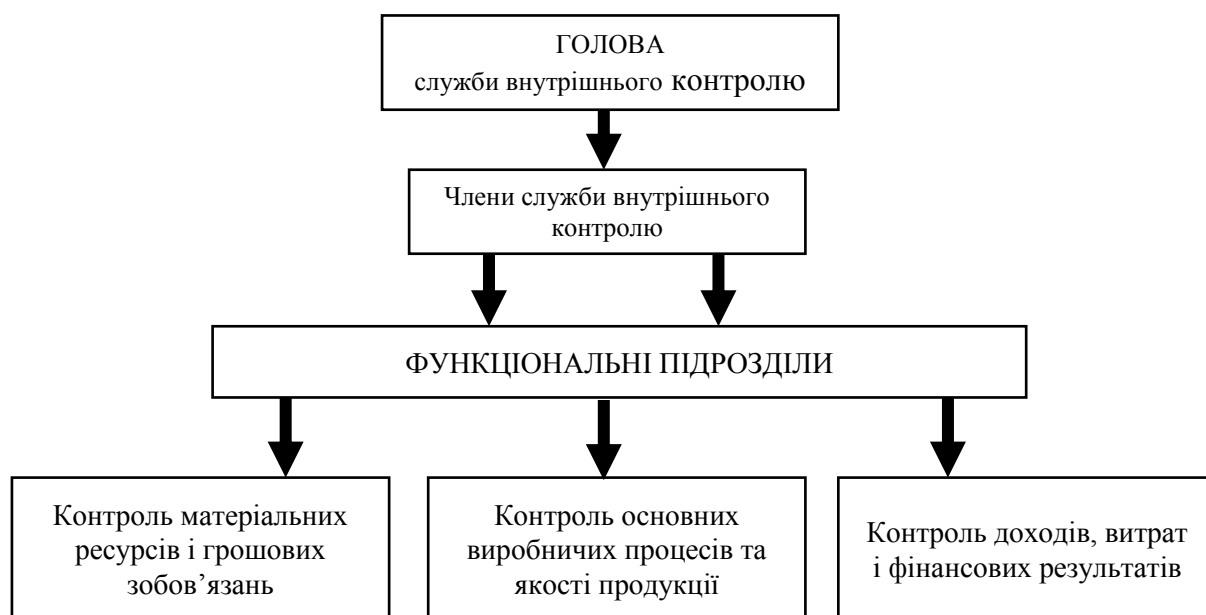 ГОЛОВА
служби внутрішнього контролю
Члени служби внутрішнього
контролю
ФУНКЦІОНАЛЬНІ ПІДРОЗДІЛИ
Контроль матеріальних
ресурсів і грошових
зобов’язань
Контроль основних
виробничих процесів та
якості продукції
Контроль доходів, витрат
і фінансових результатів